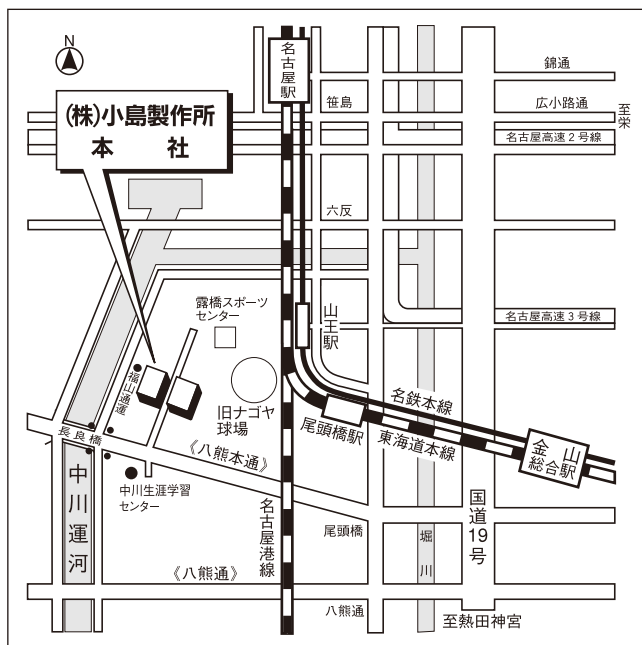 N
名古屋駅
錦通
笹島
広小路通
至栄
(株)小島製作所
本 社
名古屋高速2号線
六反
露橋スポーツ
センター
山王駅
名古屋高速3号線
福山通運
旧ナゴヤ
球場
名鉄本線
尾頭橋駅
東海道本線
金山
総合駅
長良橋
《八熊本通》
中川生涯学習
センター
中川運河
名古屋港線
尾頭橋
堀川
国道19号
《八熊通》
八熊通
至熱田神宮